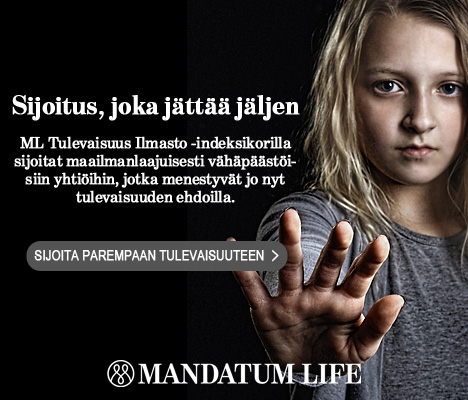 Sijoitus, joka jättää jäljen
ML Tulevaisuus Ilmasto -indeksikorilla
sijoitat maailmanlaajuisesti vähäpäästöi-
siin yhtiöihin, jotka menestyvät jo nyt
tulevaisuuden ehdoilla.
SIJOITA PAREMPAAN TULEVAISUUTEEN
MANDATUM LIFE